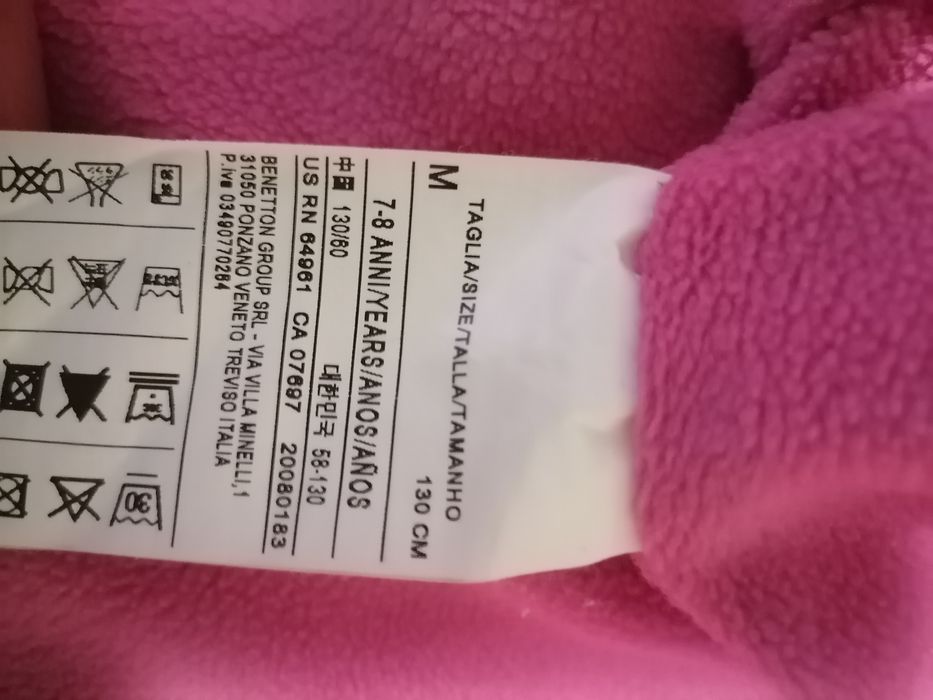 TAGLIA/SIZE/TALLA/TAMANHO
M 130 CM
7-8 ANNI/YEARS/ANOS/AÑOS
中国 130/60 대한민국 58-130
US RN 64961 CA 07697 20080183
BENETTON GROUP SRL - VIA VILLA MINELLI, 1
31050 PONZANO VENETO TREVISO ITALIA
P.iva 03490770264